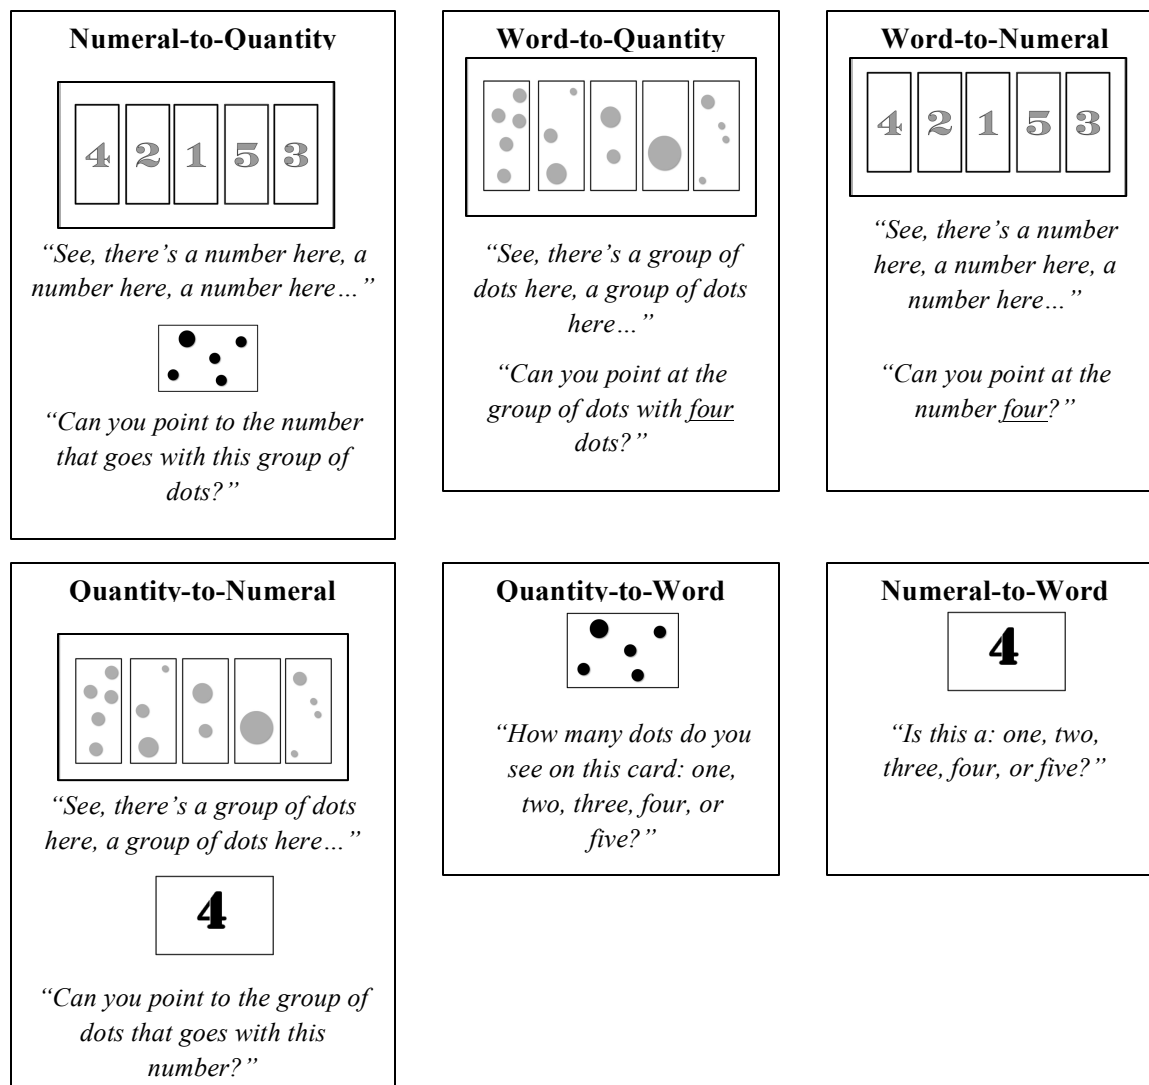 Numeral-to-Quantity
4 2 1 5 3
“See, there’s a number here, a
number here, a number here…”
“Can you point to the number
that goes with this group of
dots?”
Word-to-Quantity
“See, there’s a group of
dots here, a group of dots
here…”
“Can you point at the
group of dots with four
dots?”
Word-to-Numeral
4 2 1 5 3
“See, there’s a number
here, a number here, a
number here…”
“Can you point at the
number four?”
Quantity-to-Numeral
“See, there’s a group of dots
here, a group of dots here…”
4
“Can you point to the group of
dots that goes with this
number?”
Quantity-to-Word
“How many dots do you
see on this card: one,
two, three, four, or
five?”
Numeral-to-Word
4
“Is this a: one, two,
three, four, or five?”